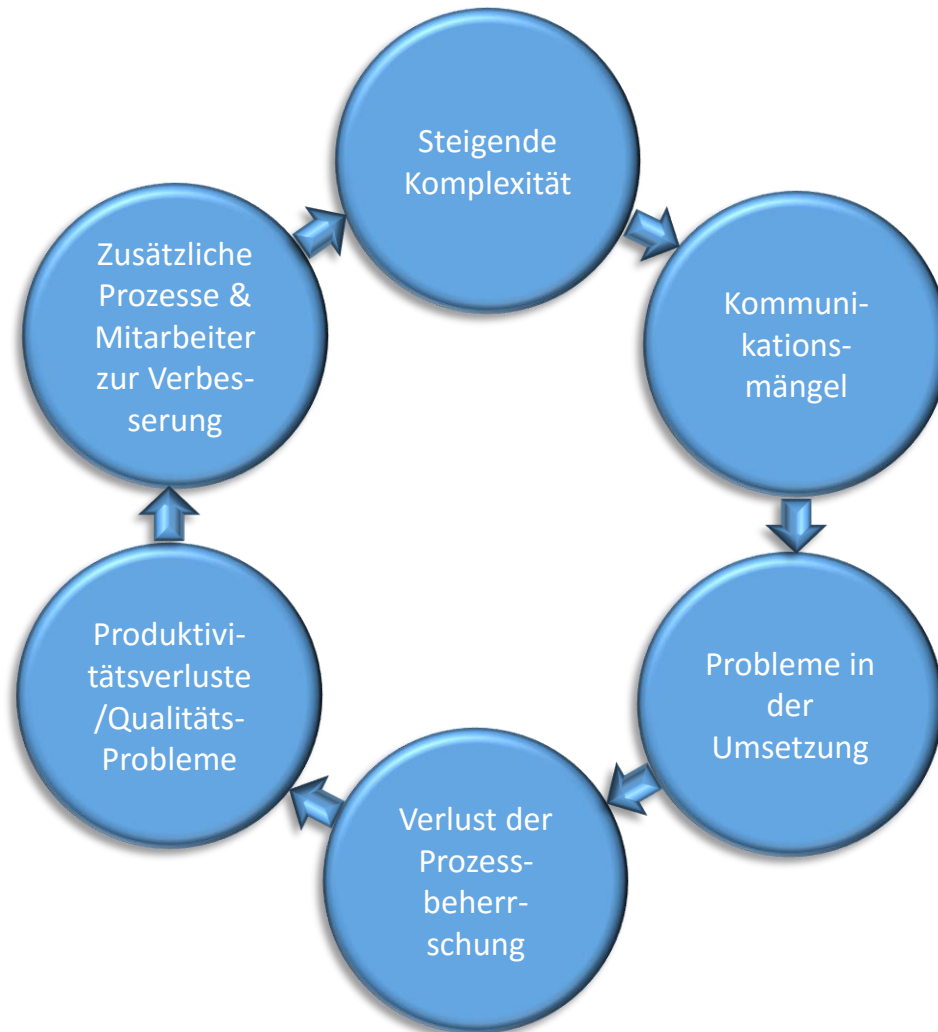 Steigende
Komplexität
Kommuni-
kations-
mängel
Probleme in
der
Umsetzung
Verlust der
Prozess-
beherr-
schung
Produktivi-
tätsverluste
/Qualitäts-
Probleme
Zusätzliche
Prozesse &
Mitarbeiter
zur Verbes-
serung